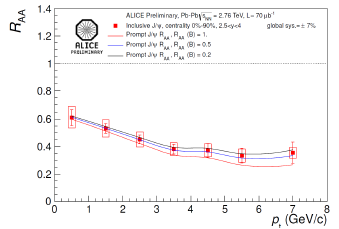 R_AA
1.4
1.2
1
0.8
0.6
0.4
0.2
0
ALICE Preliminary, Pb-Pb √s_NN = 2.76 TeV, L= 70 μb⁻¹
Inclusive J/ψ, centrality 0%-90%, 2.5<y<4 global sys.= ± 7%
Prompt J/ψ R_AA, R_AA (B) = 1.
Prompt J/ψ R_AA, R_AA (B) = 0.5
Prompt J/ψ R_AA, R_AA (B) = 0.2
ALICE
PRELIMINARY
0 1 2 3 4 5 6 7 8
p_t (GeV/c)